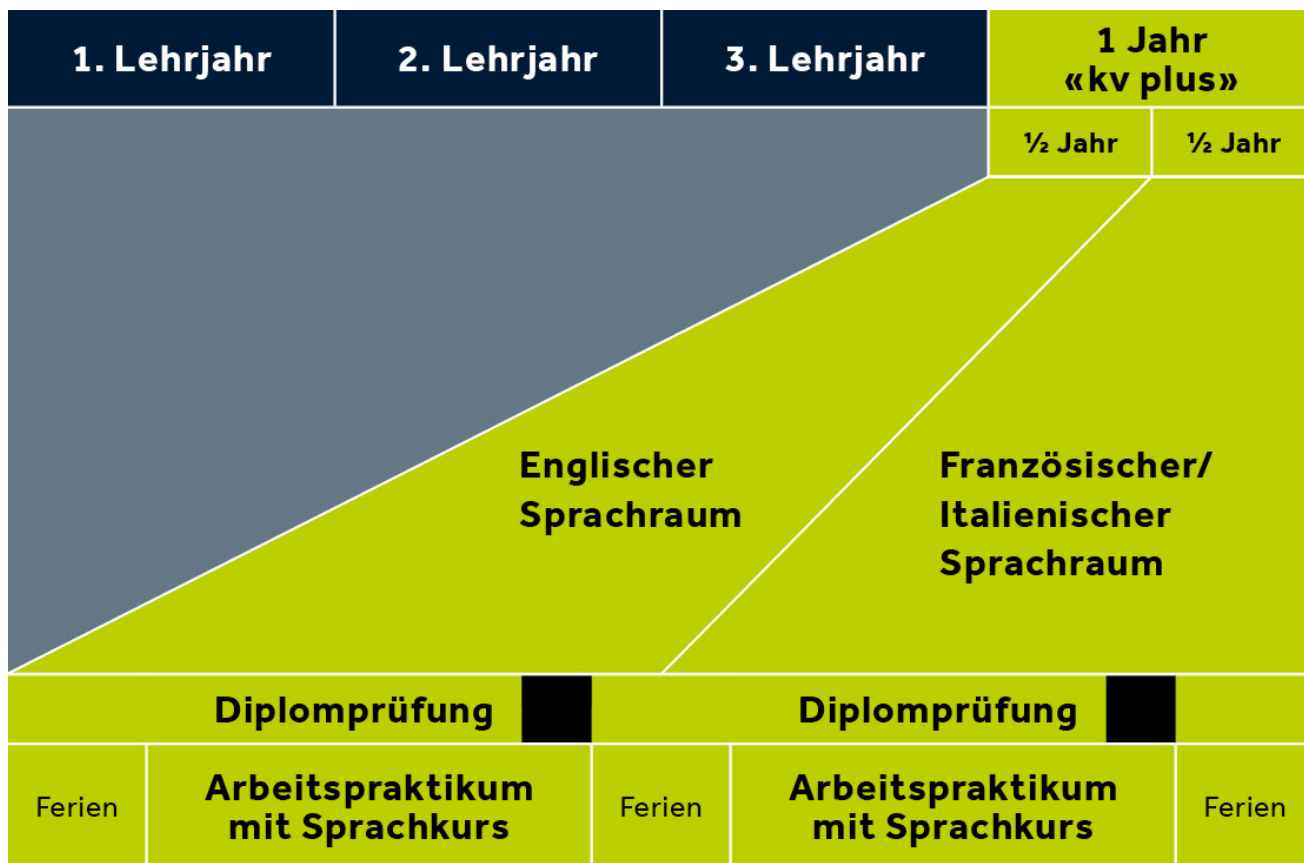 1. Lehrjahr
2. Lehrjahr
3. Lehrjahr
1 Jahr
«kv plus»
½ Jahr
½ Jahr
Englischer
Sprachraum
Französischer/
Italienischer
Sprachraum
Diplomprüfung
Diplomprüfung
Ferien
Arbeitspraktikum
mit Sprachkurs
Ferien
Arbeitspraktikum
mit Sprachkurs
Ferien